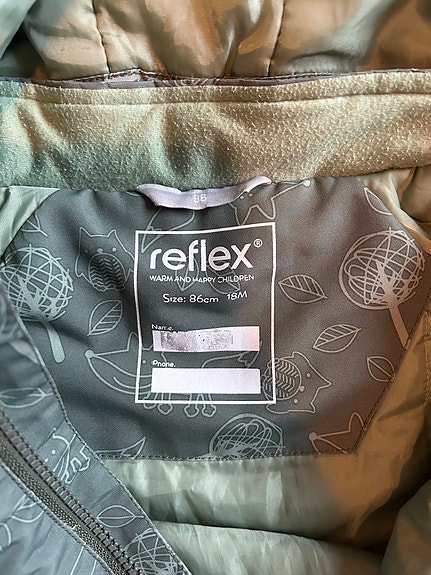 86
reflex®
WARM AND HAPPY CHILDREN
Size: 86cm 18M
Name.
Phone.